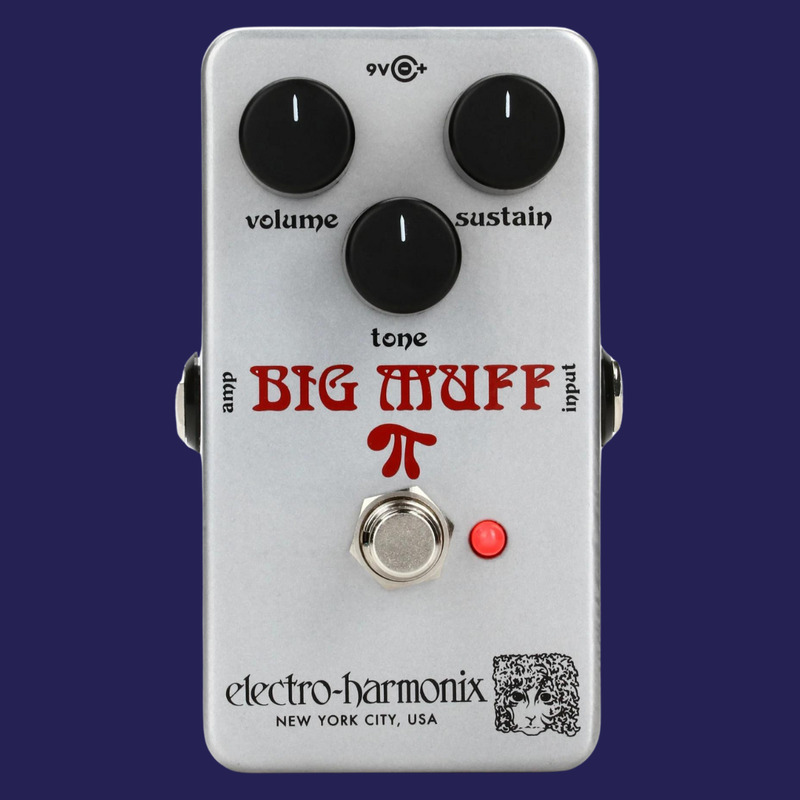 9V +
volume
sustain
tone
amp
BIG MUFF
input
π
electro-harmonix
NEW YORK CITY, USA